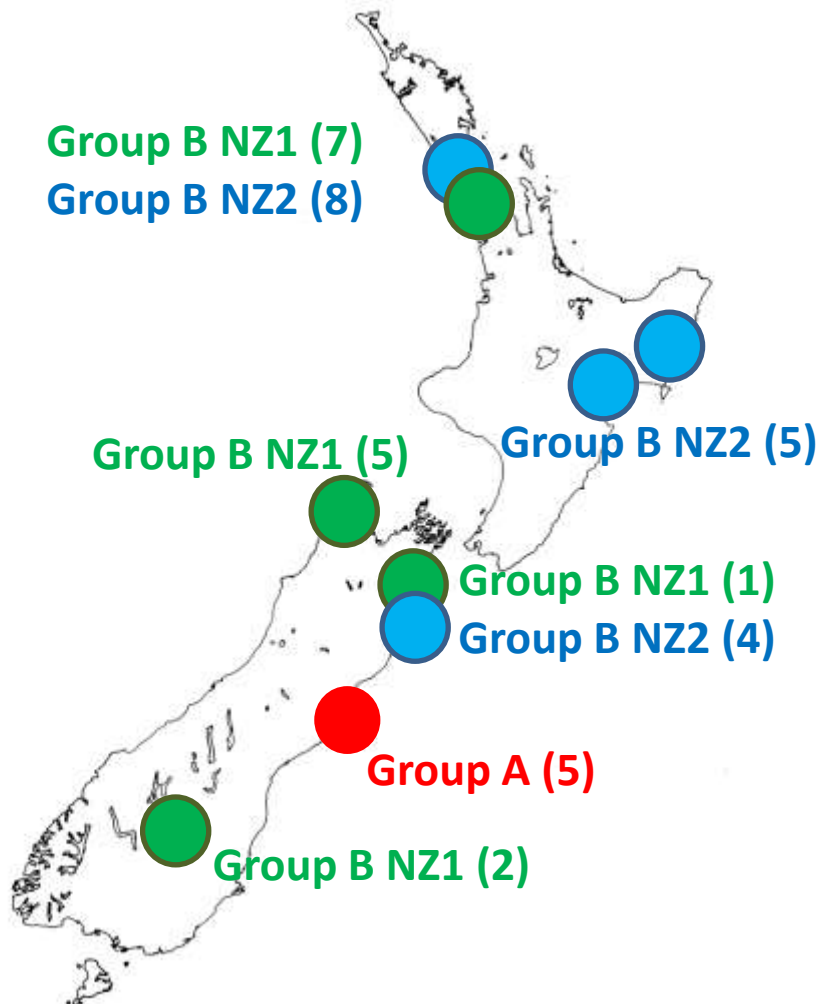 Group B NZ1 (7)
Group B NZ2 (8)
Group B NZ2 (5)
Group B NZ1 (5)
Group B NZ1 (1)
Group B NZ2 (4)
Group A (5)
Group B NZ1 (2)